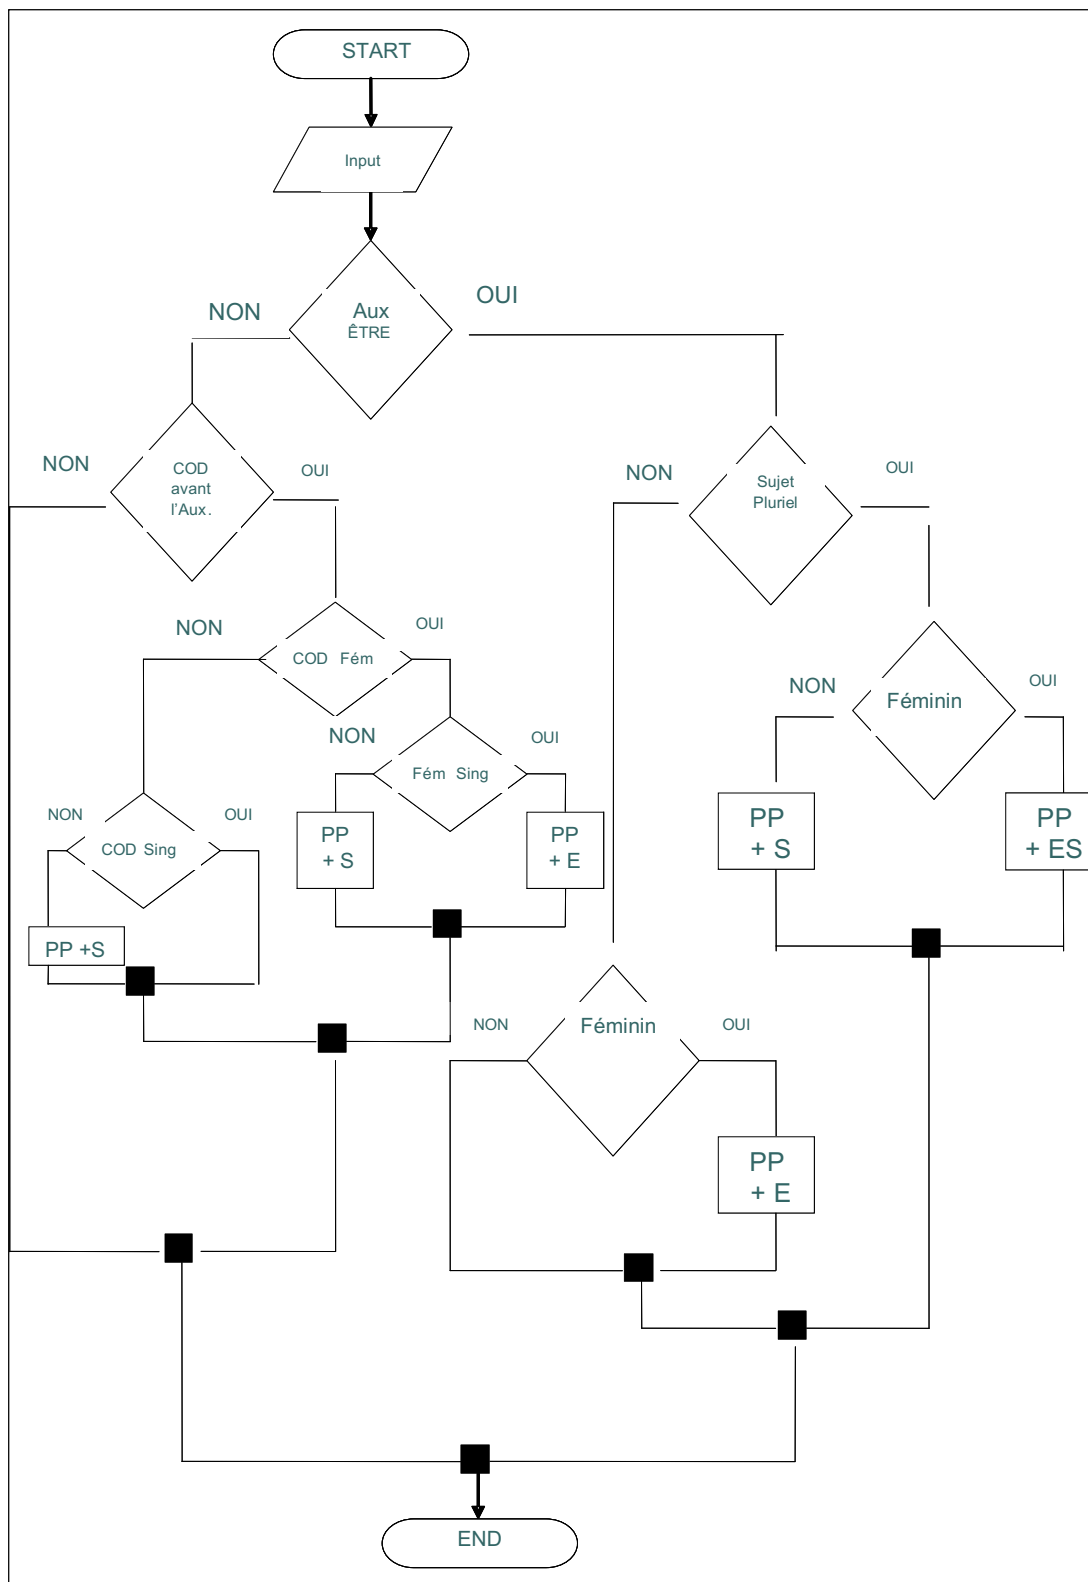 START
Input
NON
Aux
ÊTRE
OUI
NON
COD
avant
l'Aux.
OUI
NON
Sujet
Pluriel
OUI
NON
COD Fém
OUI
NON
Féminin
OUI
NON
Fém Sing
OUI
NON
COD Sing
OUI
PP
+ S
PP
+ E
PP
+ S
PP
+ ES
PP +S
NON
Féminin
OUI
PP
+ E
END